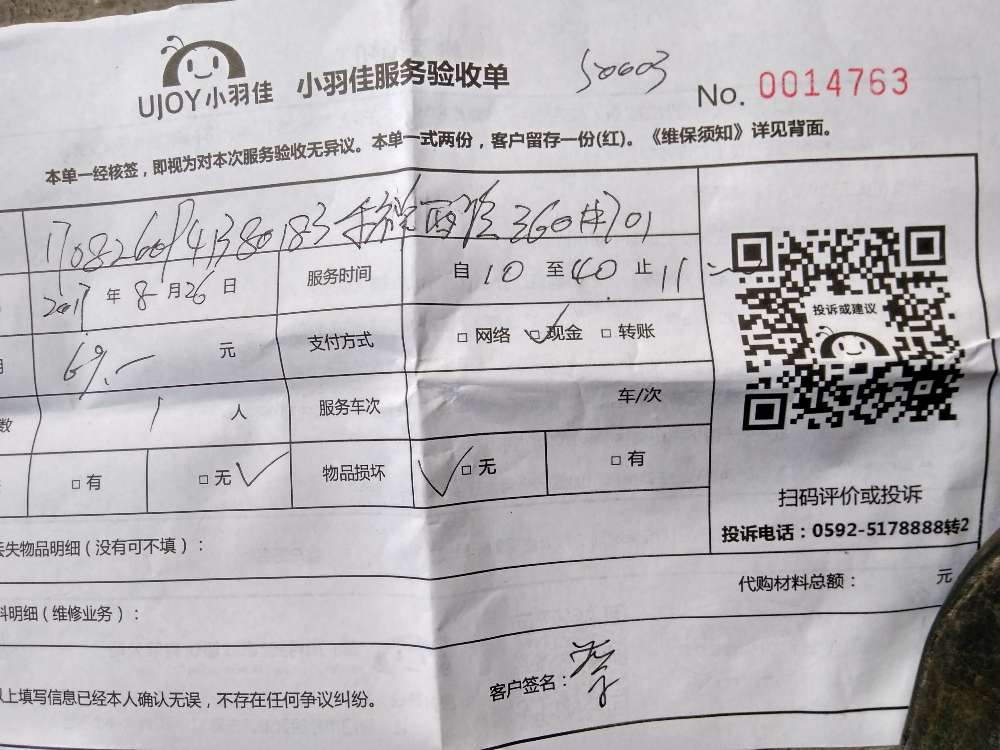 UJOY小羽佳 小羽佳服务验收单 50603 No. 0014763
本单一经核签，即视为对本次服务验收无异议。本单一式两份，客户留存一份(红)。《维保须知》详见背面。
360 701
2017 年 8 月 26 日 服务时间 自 10 至 40 止 11
69.- 元 支付方式 □ 网络 □ 现金 □ 转账
数 1 人 服务车次 车/次
□ 有 □ 无 物品损坏 □ 无 □ 有
投诉或建议
扫码评价或投诉
投诉电话：0592-5178888转2
失物品明细（没有可不填）：
代购材料总额： 元
料明细（维修业务）：
客户签名：
上填写信息已经本人确认无误，不存在任何争议纠纷。